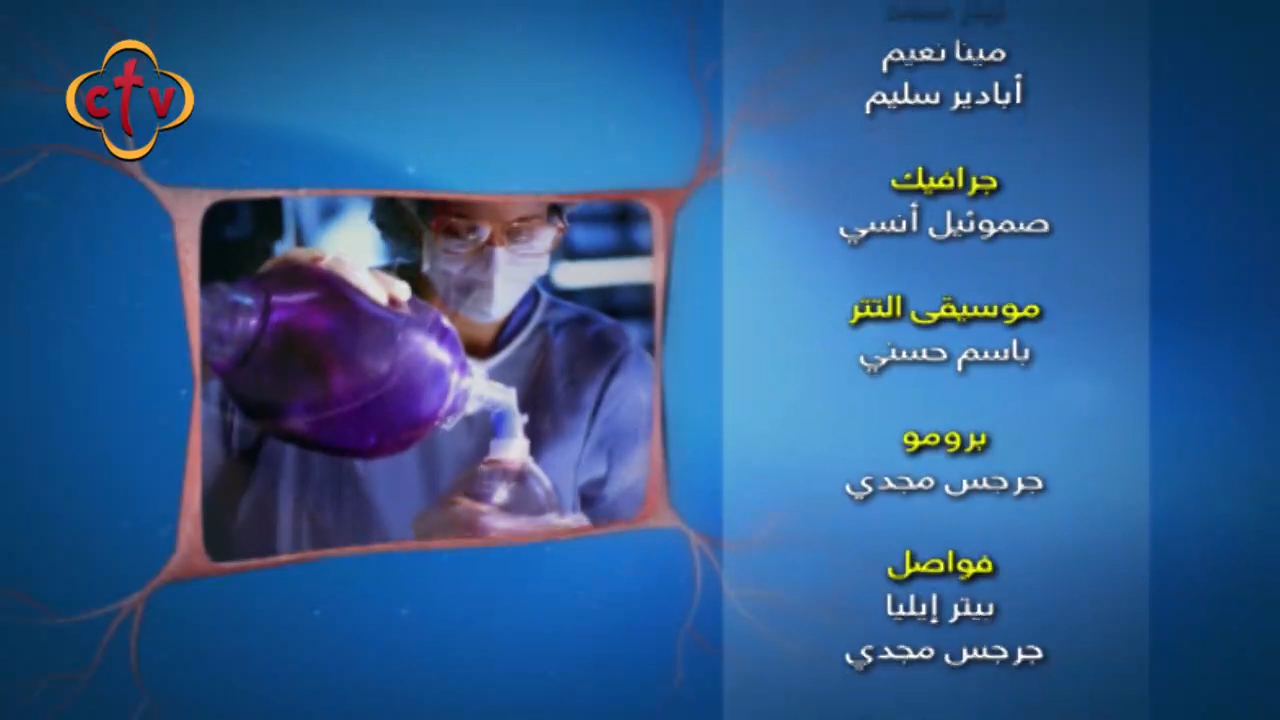 ctv
مينا نعيم
أبادير سليم
جرافيك
صموئيل أنسي
موسيقى التتر
باسم حسني
برومو
جرجس مجدي
فواصل
بيتر إيليا
جرجس مجدي